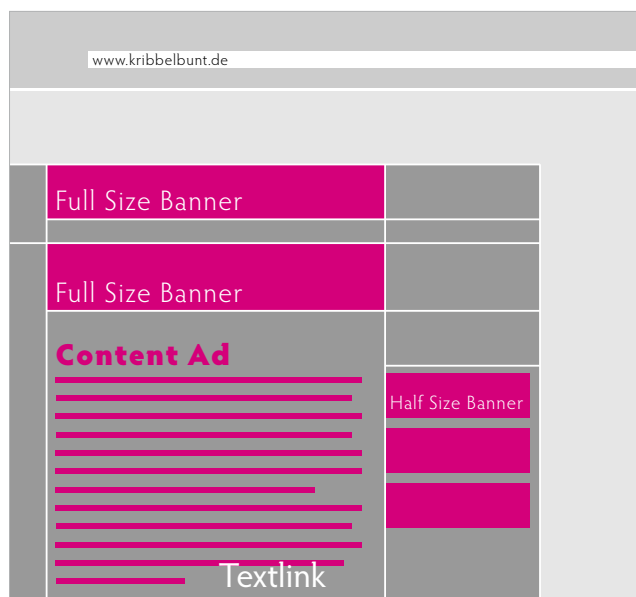 www.kribbelbunt.de
Full Size Banner
Full Size Banner
Content Ad
Half Size Banner
Textlink